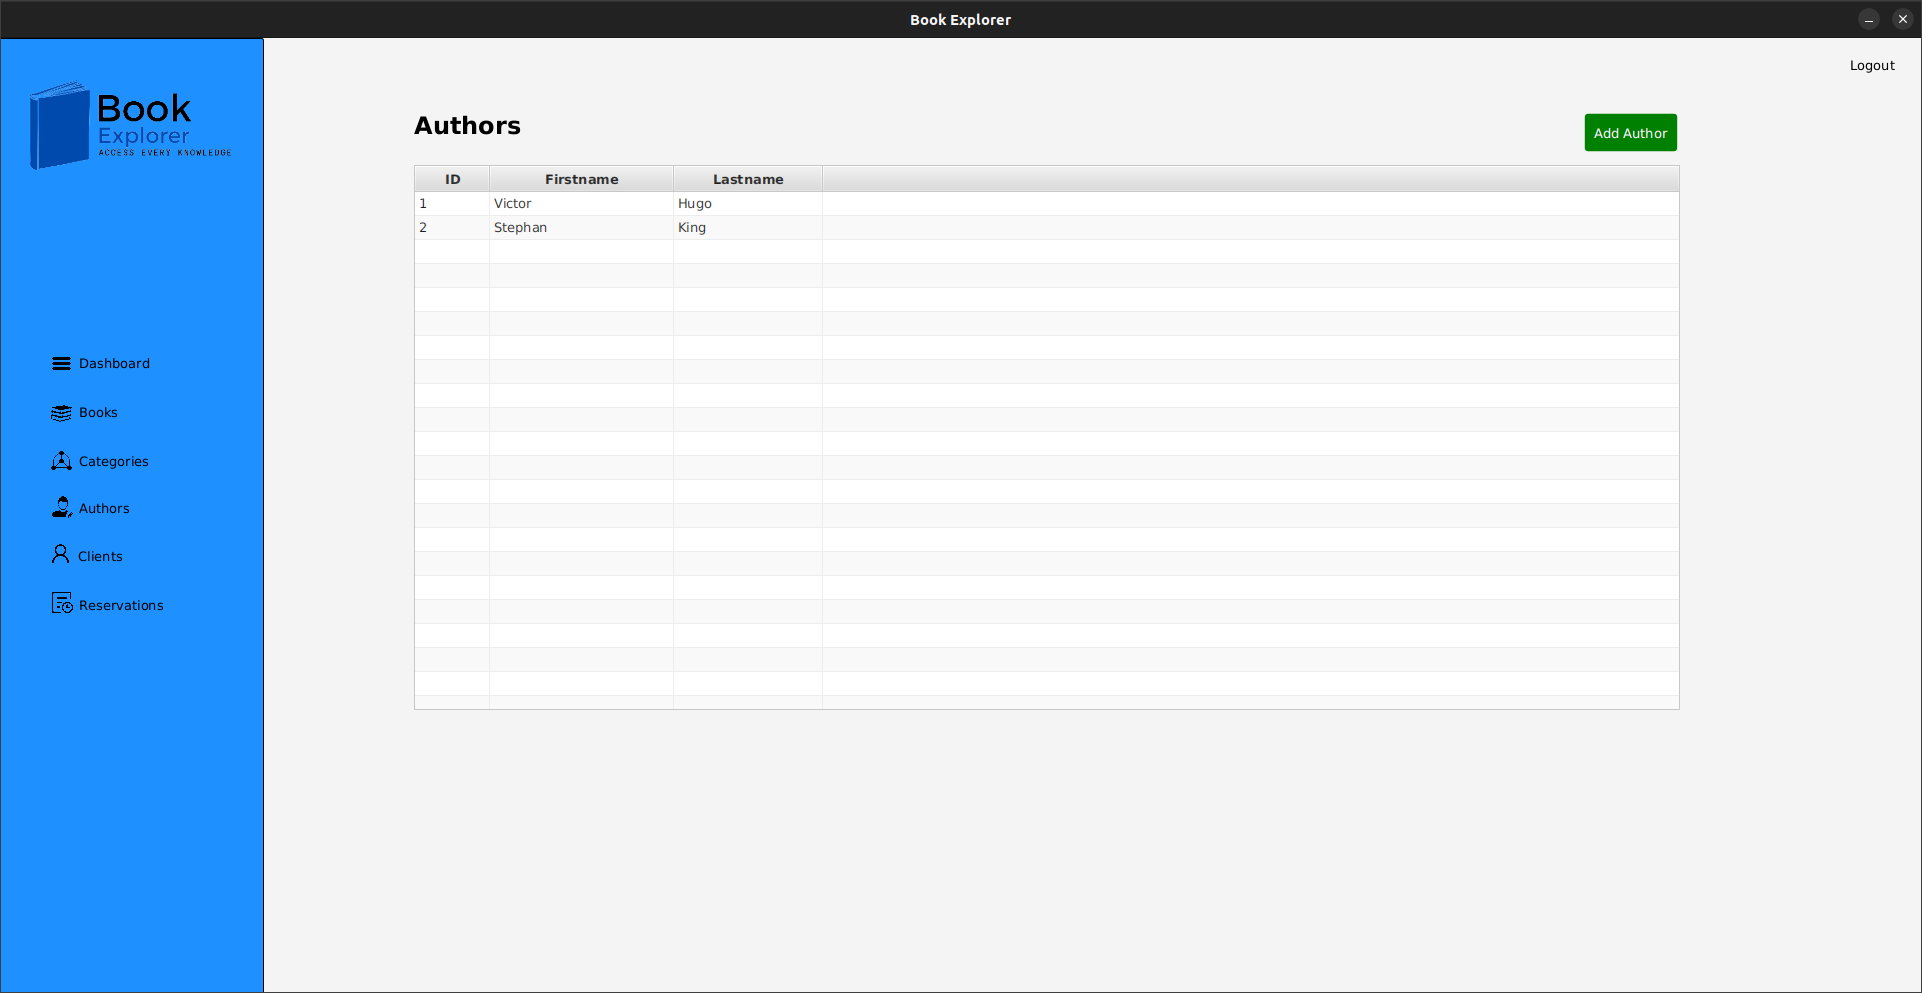 Book Explorer
Logout
Book
Explorer
ACCESS EVERY KNOWLEDGE
Dashboard
Books
Categories
Authors
Clients
Reservations
Authors
Add Author
ID Firstname Lastname
1 Victor Hugo
2 Stephan King